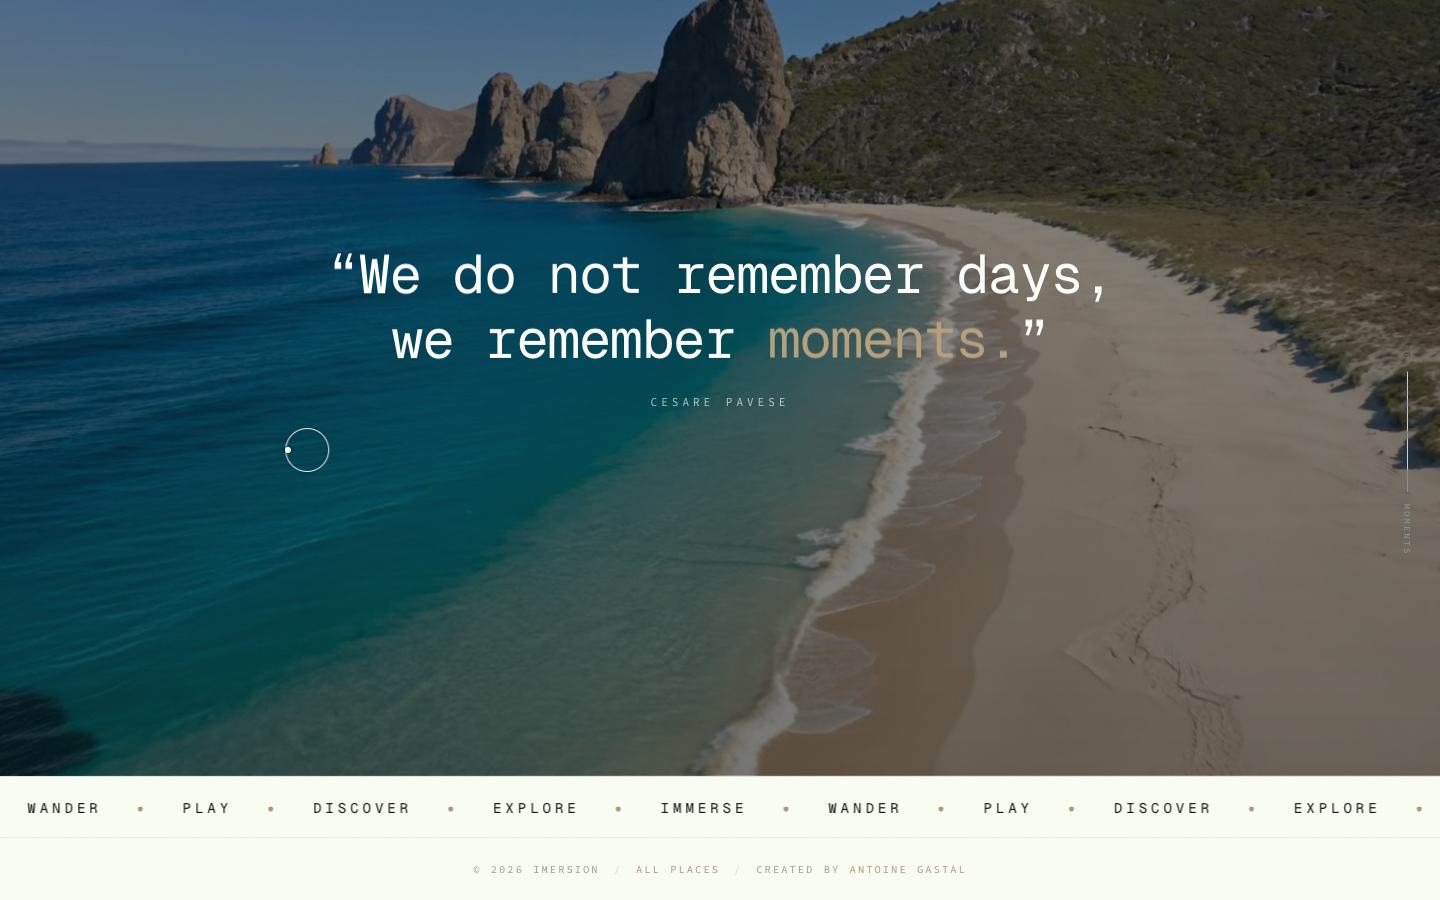 “We do not remember days,
we remember moments.”
CESARE PAVESE
MOMENTS
WANDER • PLAY • DISCOVER • EXPLORE • IMMERSE • WANDER • PLAY • DISCOVER • EXPLORE •
© 2026 IMERSION / ALL PLACES / CREATED BY ANTOINE GASTAL